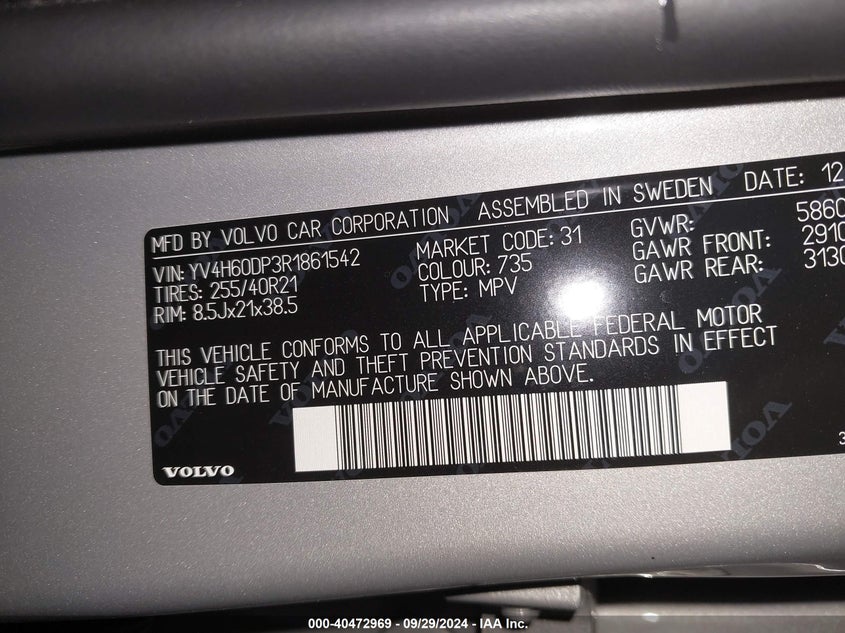 MFD BY VOLVO CAR CORPORATION ASSEMBLED IN SWEDEN DATE: 12
VIN: YV4H60DP3R1861542 MARKET CODE: 31 GVWR: 5860
TIRES: 255/40R21 COLOUR: 735 GAWR FRONT: 2910
RIM: 8.5Jx21x38.5 TYPE: MPV GAWR REAR: 3130
THIS VEHICLE CONFORMS TO ALL APPLICABLE FEDERAL MOTOR
VEHICLE SAFETY AND THEFT PREVENTION STANDARDS IN EFFECT
ON THE DATE OF MANUFACTURE SHOWN ABOVE.
VOLVO
000-40472969 - 09/29/2024 - IAA Inc.